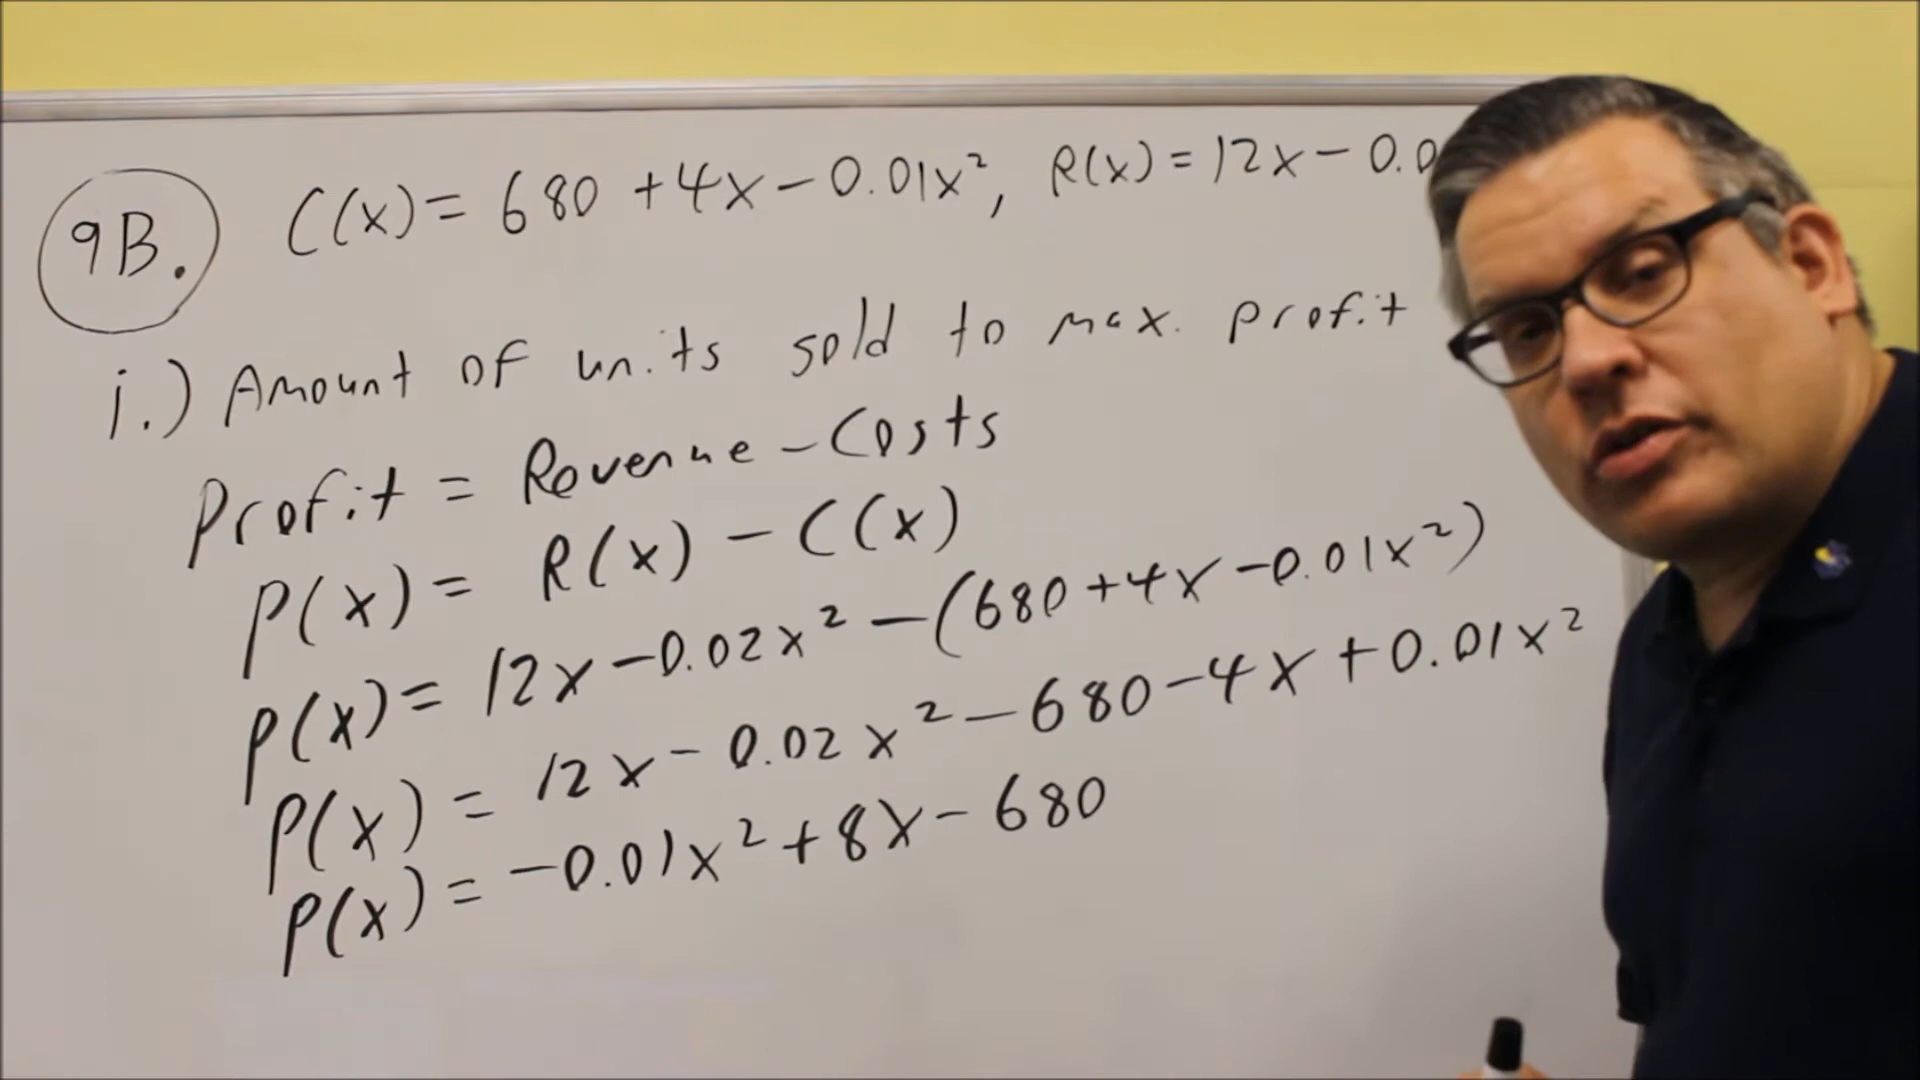 9B. C(x) = 680 + 4x - 0.01x², R(x) = 12x - 0.0
i.) Amount of units sold to max. profit
Profit = Revenue - Costs
P(x) = R(x) - C(x)
P(x) = 12x - 0.02x² - (680 + 4x - 0.01x²)
P(x) = 12x - 0.02x² - 680 - 4x + 0.01x²
P(x) = -0.01x² + 8x - 680